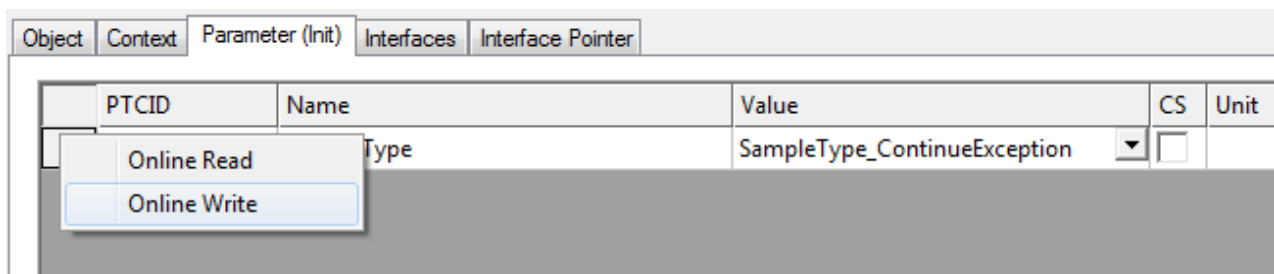 Object Context Parameter (Init) Interfaces Interface Pointer
PTCID Name Value CS Unit
Type SampleType_ContinueException
Online Read
Online Write